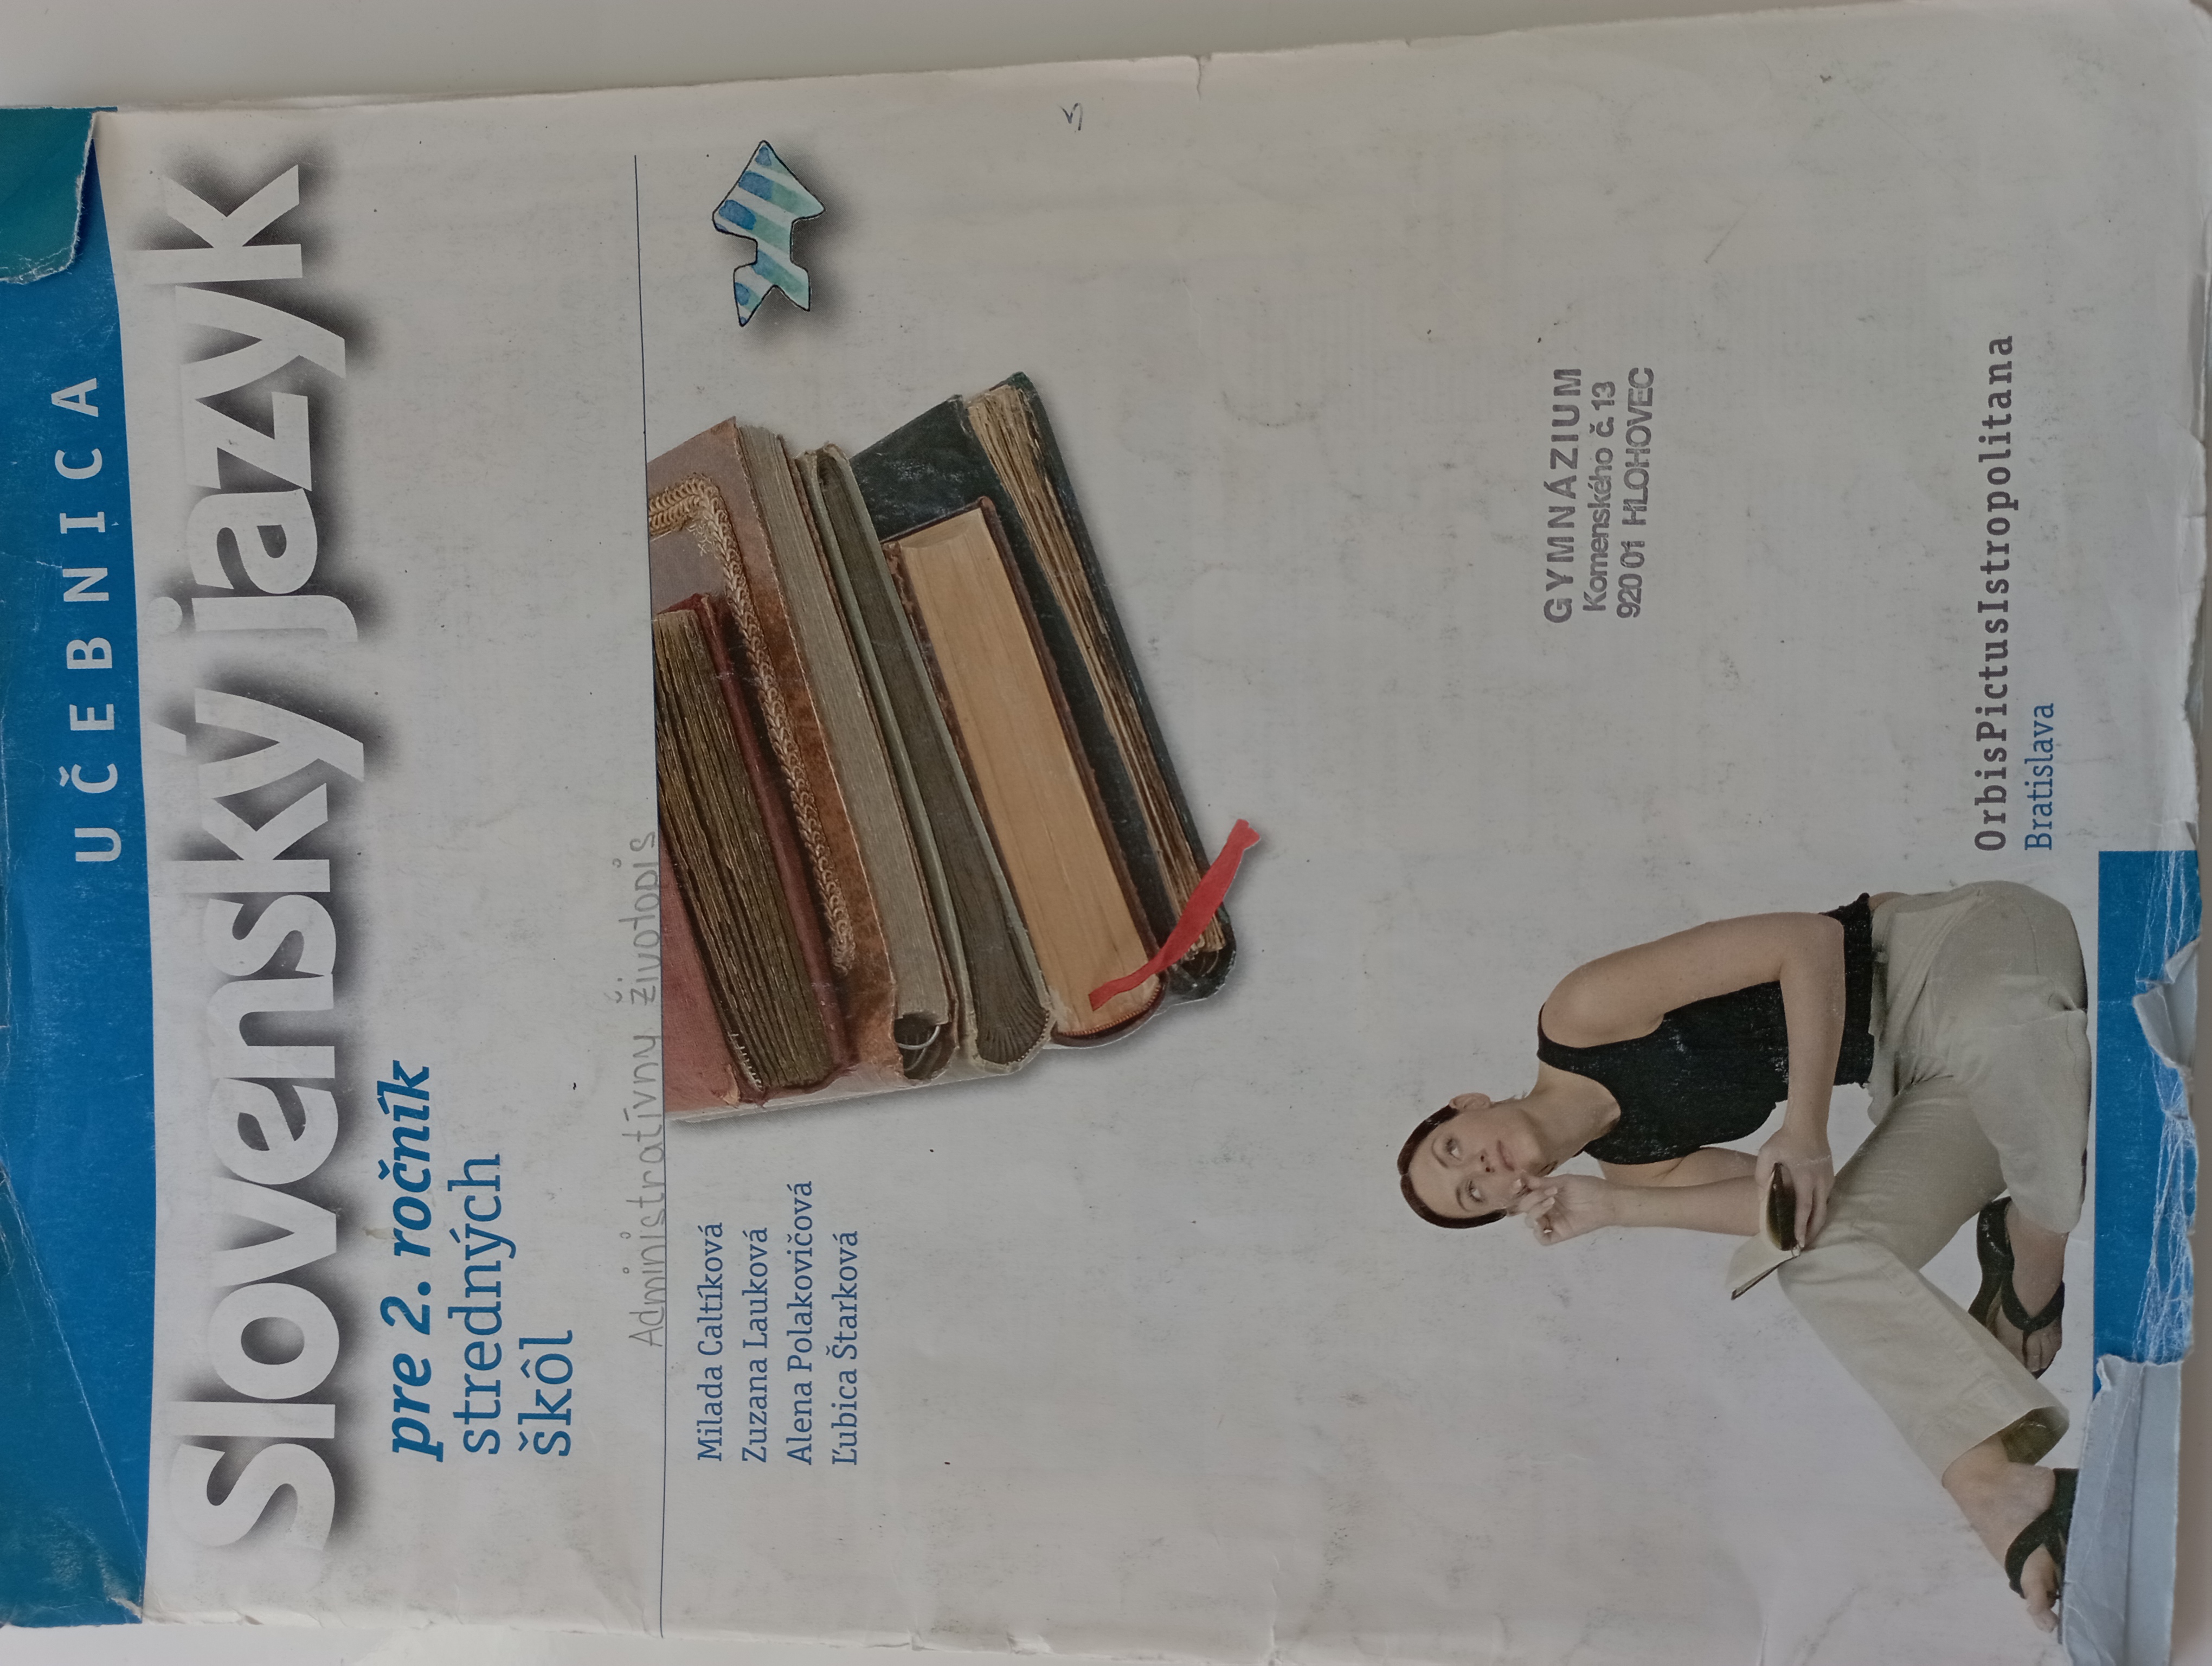 UČEBNICA
Slovenský jazyk
pre 2. ročník
stredných
škôl
Administratívny životopis
Milada Caltíková
Zuzana Lauková
Alena Polakovičová
Ľubica Štarková
GYMNÁZIUM
Komenského č. 13
920 01 HLOHOVEC
OrbisPictusIstropolitana
Bratislava